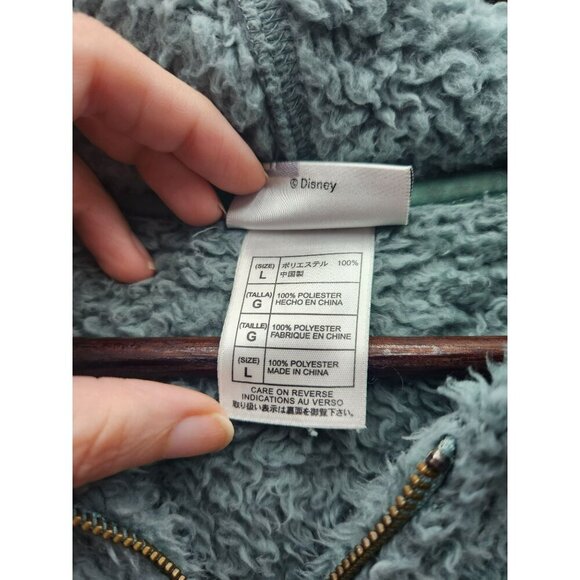 © Disney
(SIZE) ポリエステル 100%
L 中国製
(TALLA) 100% POLIESTER
G HECHO EN CHINA
(TAILLE) 100% POLYESTER
G FABRIQUE EN CHINE
(SIZE) 100% POLYESTER
L MADE IN CHINA
CARE ON REVERSE
INDICATIONS AU VERSO
取り扱い表示は裏面を御覧下さい。